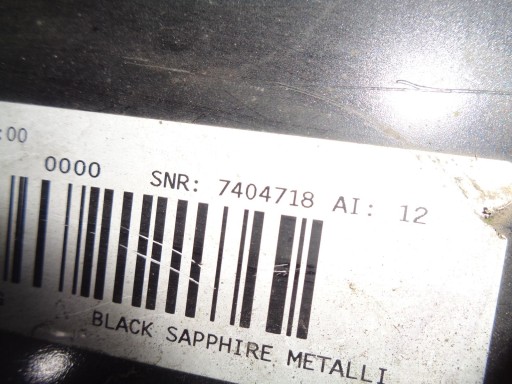 :00
0000 SNR: 7404718 AI: 12
BLACK SAPPHIRE METALLI